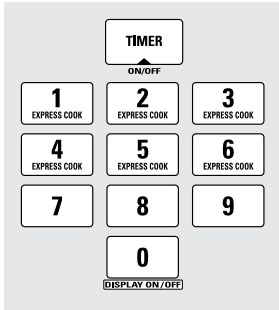 TIMER
ON/OFF
1 2 3
EXPRESS COOK EXPRESS COOK EXPRESS COOK
4 5 6
EXPRESS COOK EXPRESS COOK EXPRESS COOK
7 8 9
0
DISPLAY ON/OFF